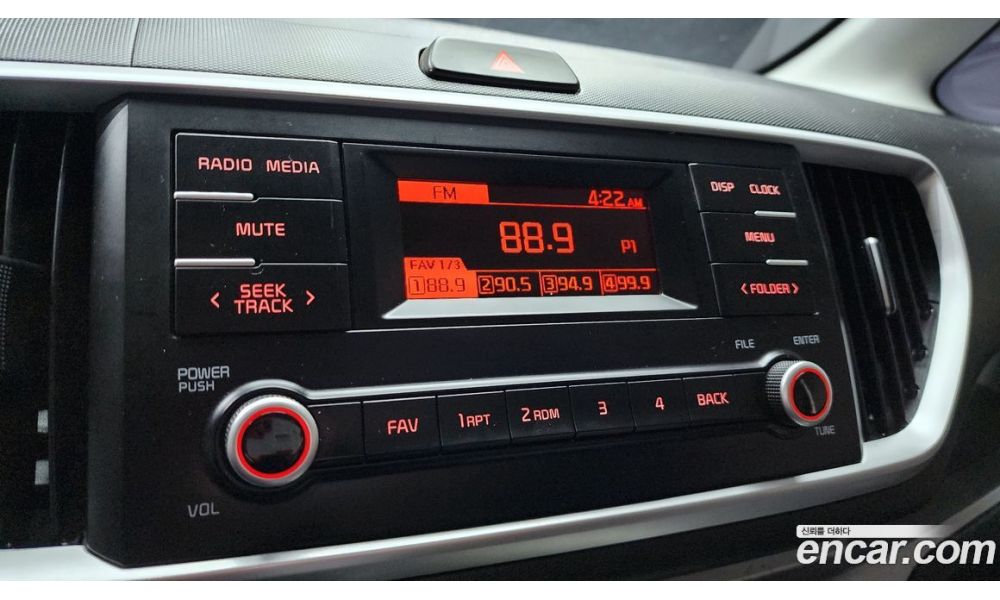 RADIO MEDIA
MUTE
< SEEK TRACK >
FM 4:22 AM
88.9 P1
FAV 1/3
1 88.9 2 90.5 3 94.9 4 99.9
DISP CLOCK
MENU
< FOLDER >
FILE ENTER
POWER
PUSH
VOL
FAV 1 RPT 2 RDM 3 4 BACK
TUNE
신뢰를 더하다
encar.com